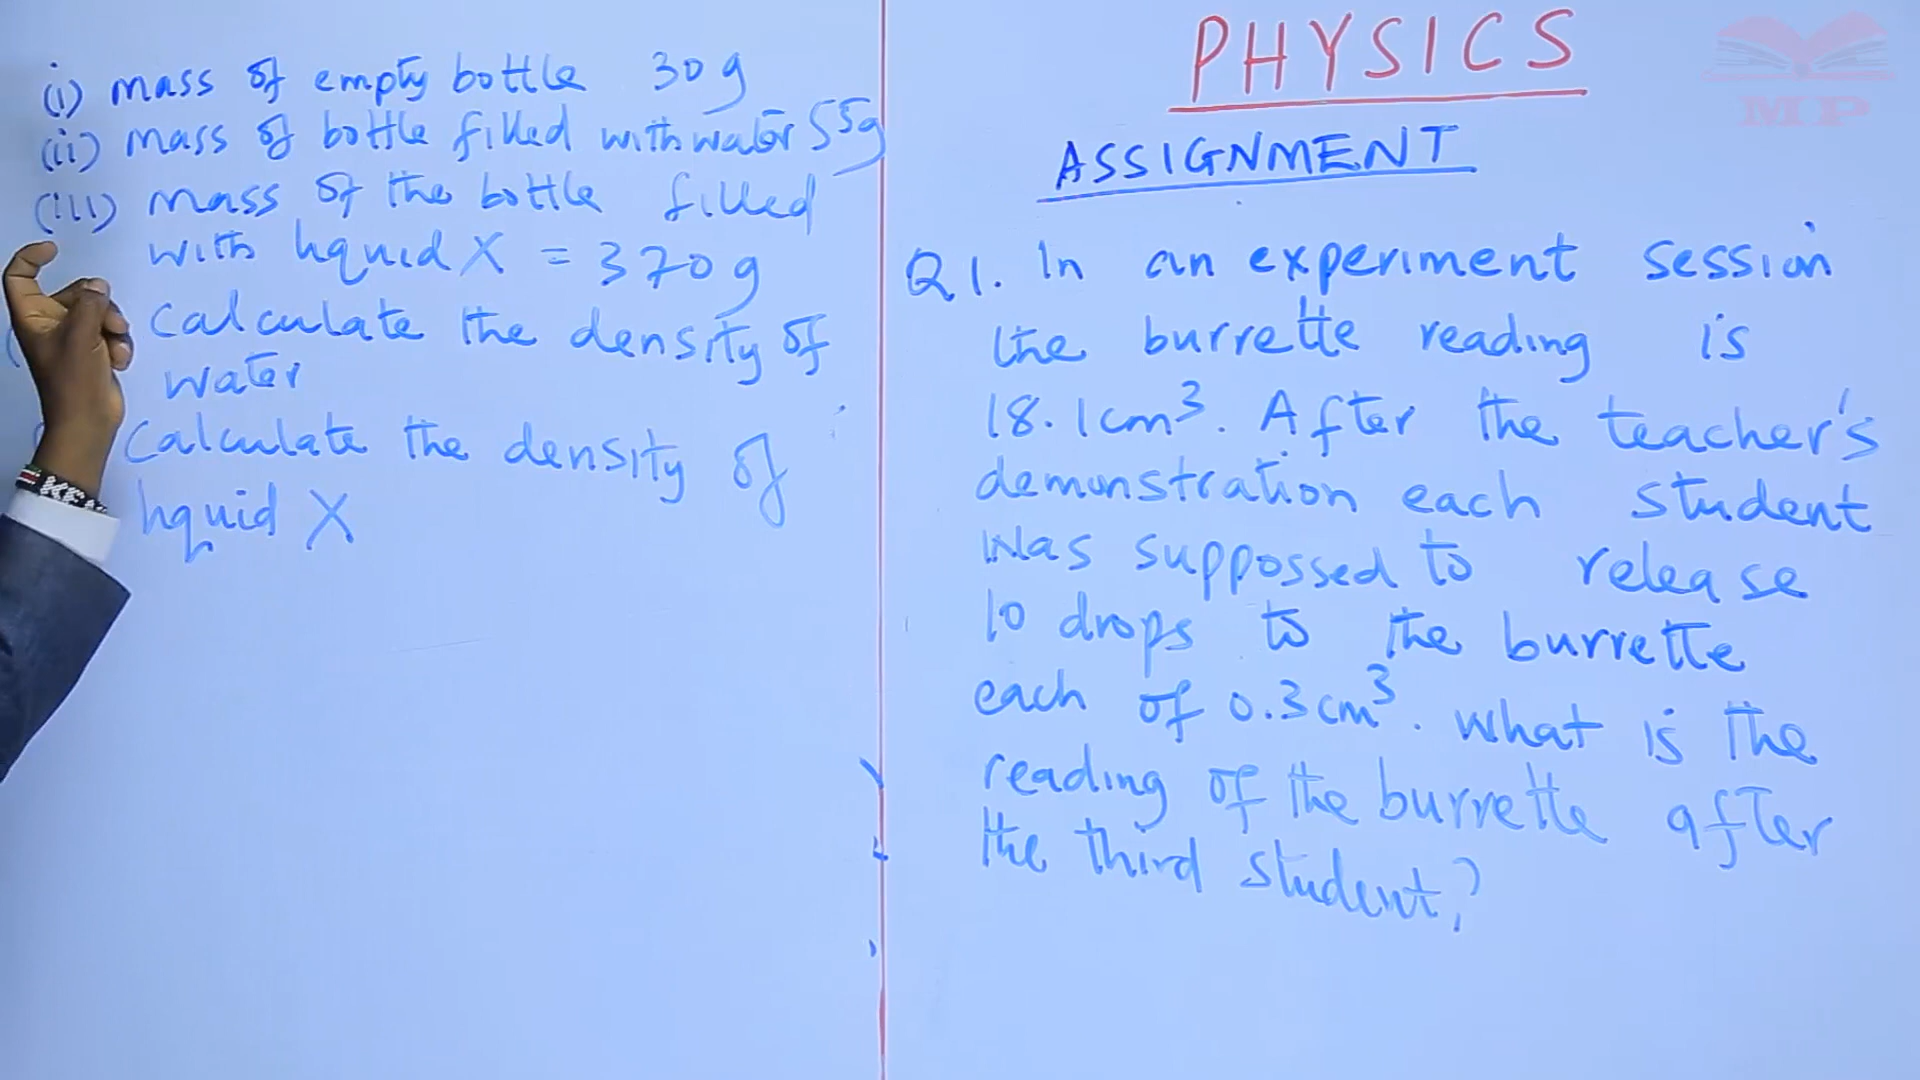 (i) mass of empty bottle 30g
(ii) mass of bottle filled with water 55g
(iii) mass of the bottle filled
with liquid X = 370g
calculate the density of
water
calculate the density of
liquid X
PHYSICS
ASSIGNMENT
Q1. In an experiment session
the burrette reading is
18.1cm³. After the teacher's
demonstration each student
was suppossed to release
10 drops to the burrette
each of 0.3cm³. What is the
reading of the burrette after
the third student?
MP
KE